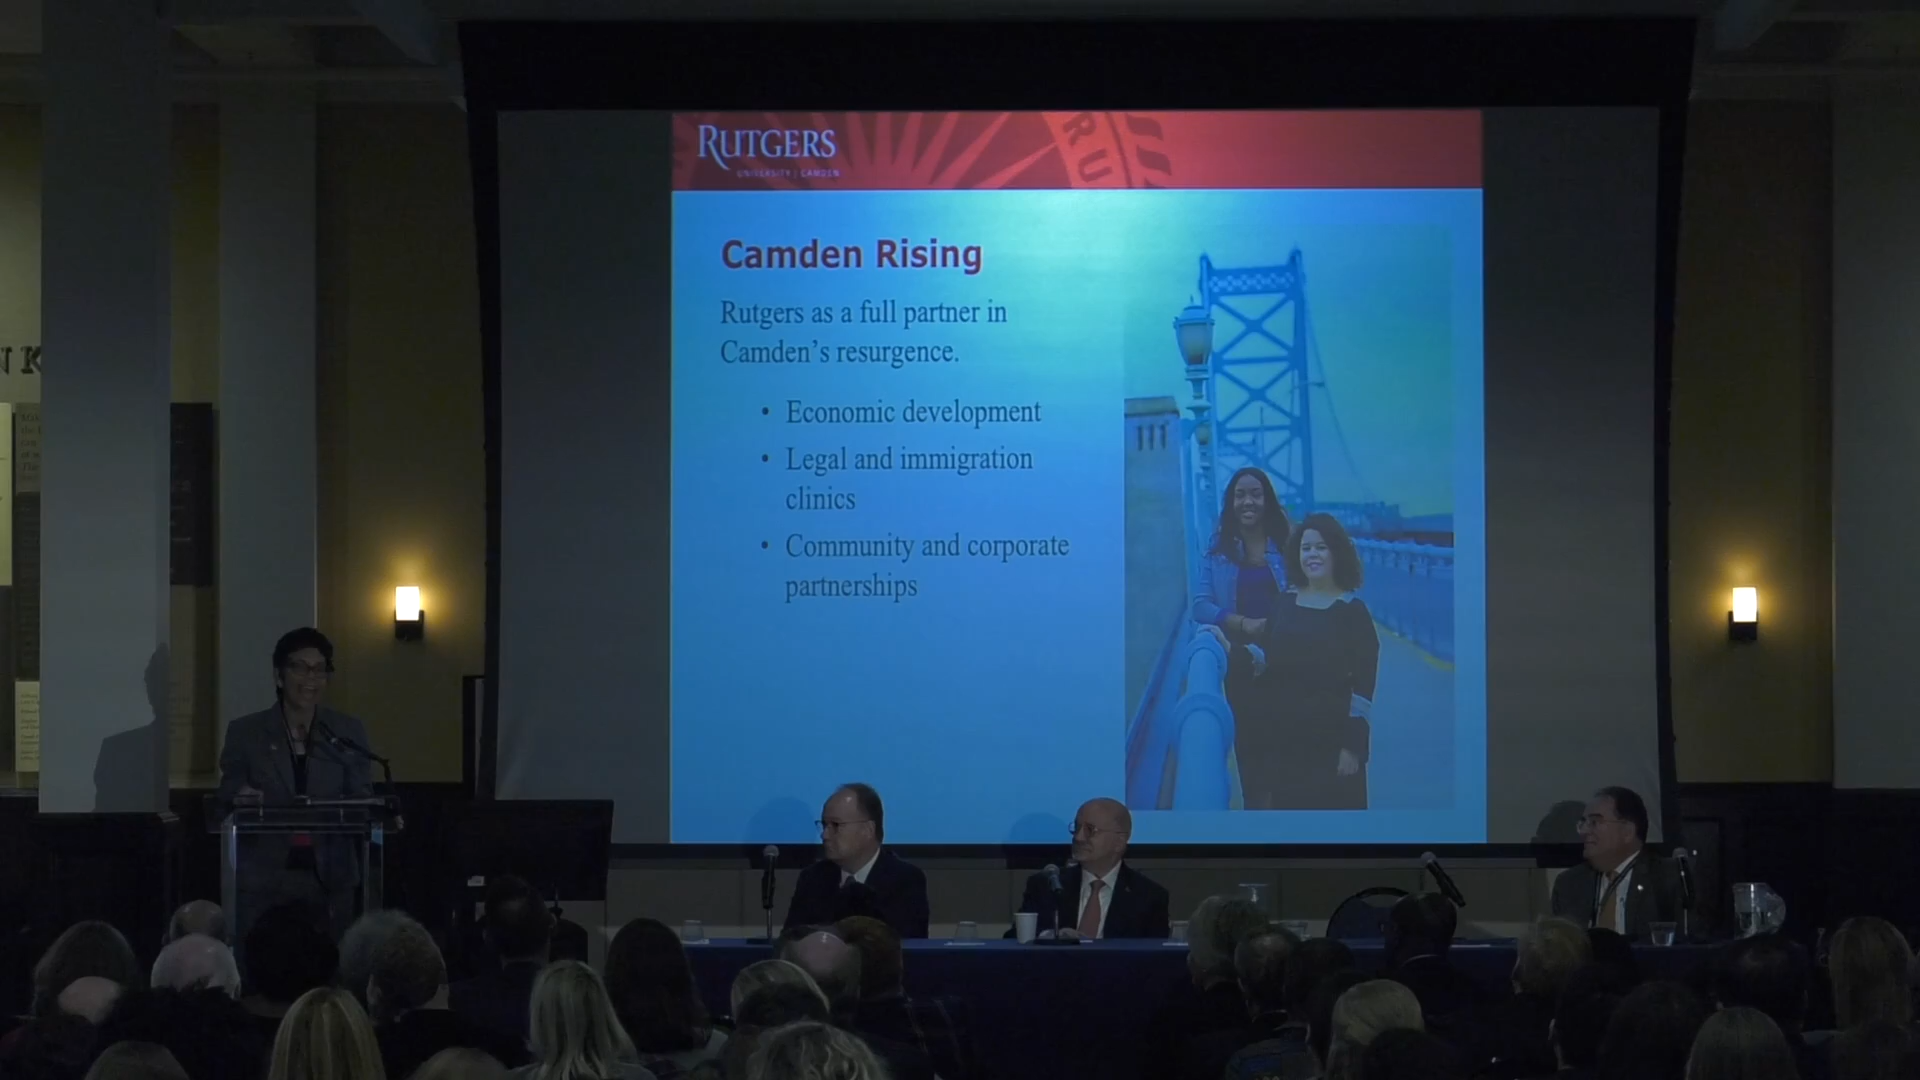 RUTGERS
UNIVERSITY | CAMDEN
RU
Camden Rising
Rutgers as a full partner in
Camden's resurgence.
• Economic development
• Legal and immigration
clinics
• Community and corporate
partnerships
N K